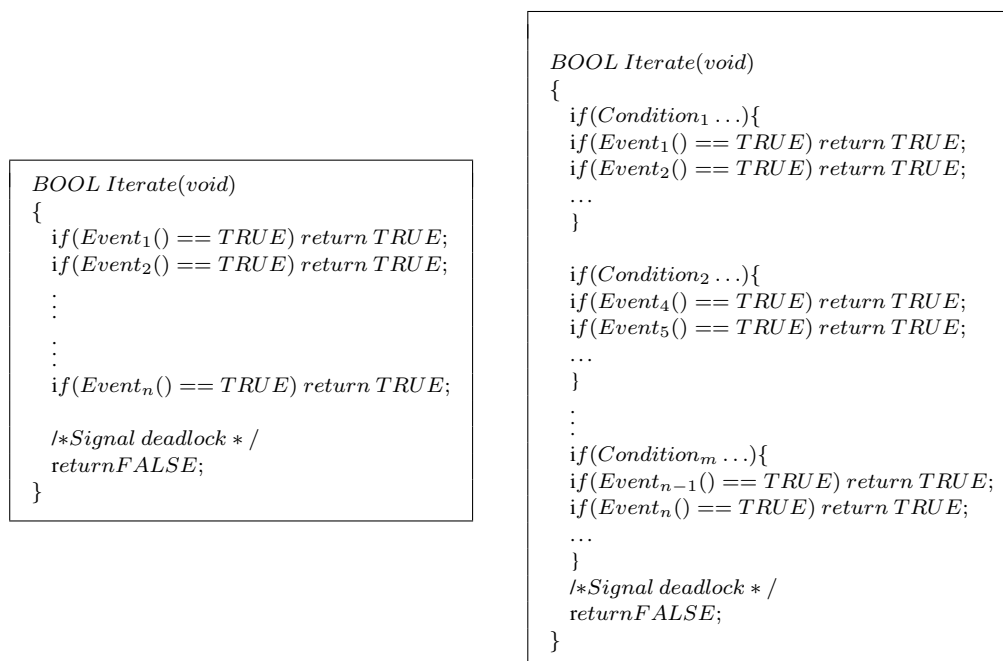 BOOL Iterate(void)
{
if(Event₁() == TRUE) return TRUE;
if(Event₂() == TRUE) return TRUE;
.
:
.
:
if(Eventₙ() == TRUE) return TRUE;
/*Signal deadlock * /
returnFALSE;
}
BOOL Iterate(void)
{
if(Condition₁ ...){
if(Event₁() == TRUE) return TRUE;
if(Event₂() == TRUE) return TRUE;
...
}
if(Condition₂ ...){
if(Event₄() == TRUE) return TRUE;
if(Event₅() == TRUE) return TRUE;
...
}
.
:
if(Conditionₘ ...){
if(Eventₙ₋₁() == TRUE) return TRUE;
if(Eventₙ() == TRUE) return TRUE;
...
}
/*Signal deadlock * /
returnFALSE;
}